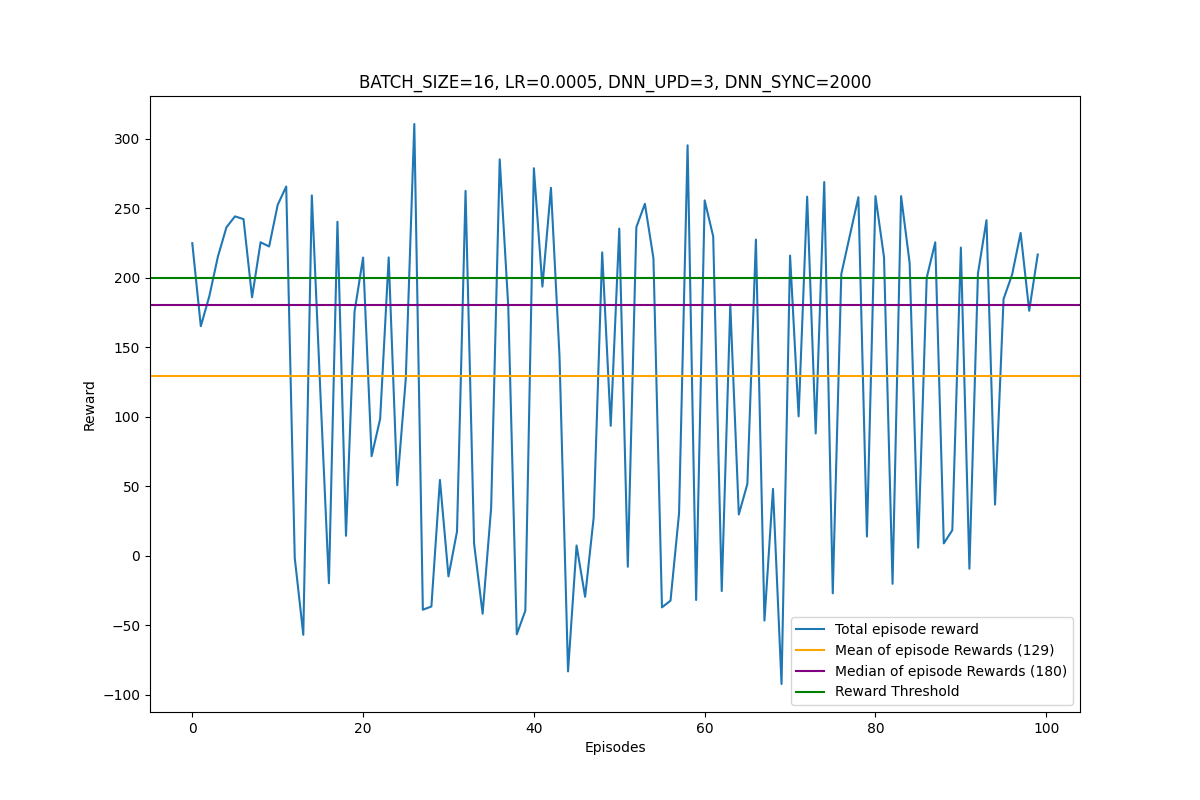 BATCH_SIZE=16, LR=0.0005, DNN_UPD=3, DNN_SYNC=2000
300
250
200
150
100
50
0
−50
−100
Reward
0
20
40
60
80
100
Episodes
Total episode reward
Mean of episode Rewards (129)
Median of episode Rewards (180)
Reward Threshold